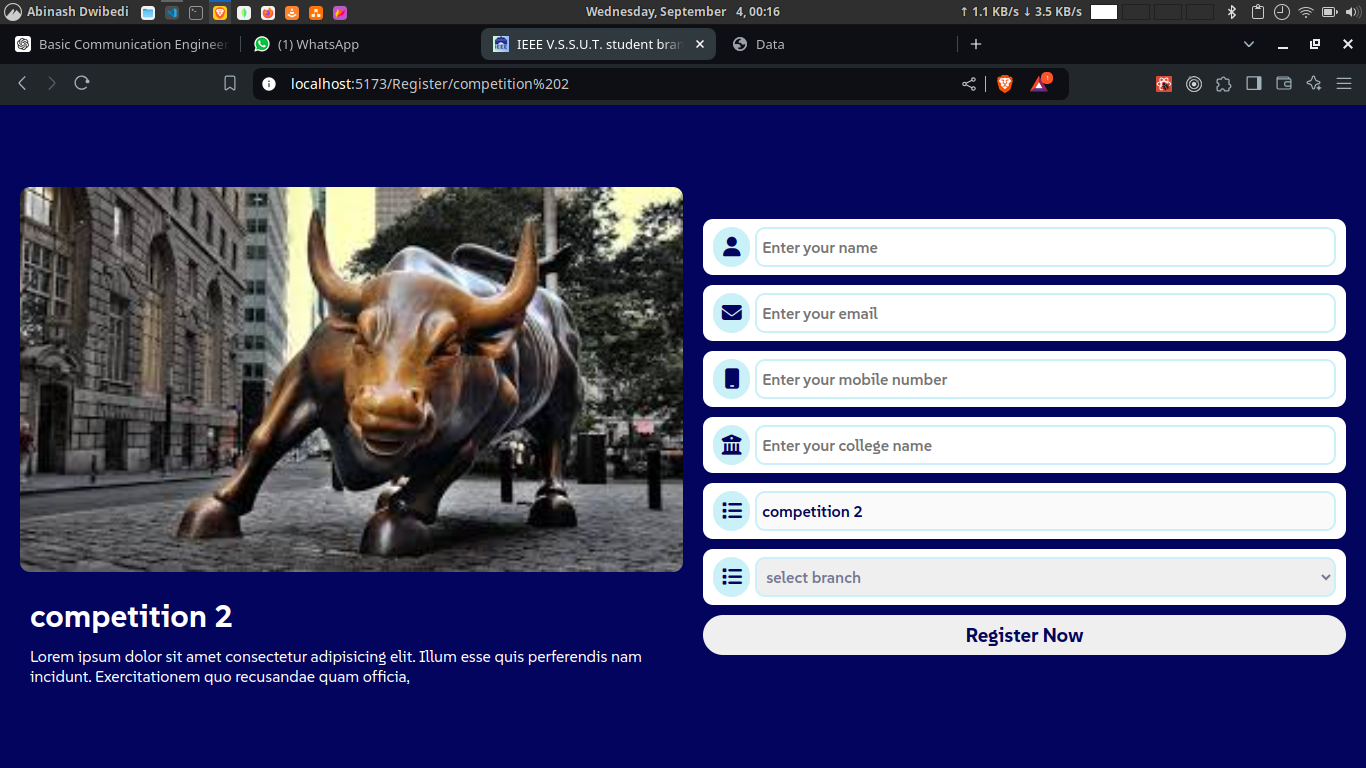 Abinash Dwibedi
Wednesday, September 4, 00:16
↑ 1.1 KB/s ↓ 3.5 KB/s
Basic Communication Engineer
(1) WhatsApp
IEEE V.S.S.U.T. student bran
Data
localhost:5173/Register/competition%202
Enter your name
Enter your email
Enter your mobile number
Enter your college name
competition 2
select branch
Register Now
competition 2
Lorem ipsum dolor sit amet consectetur adipisicing elit. Illum esse quis perferendis nam
incidunt. Exercitationem quo recusandae quam officia,